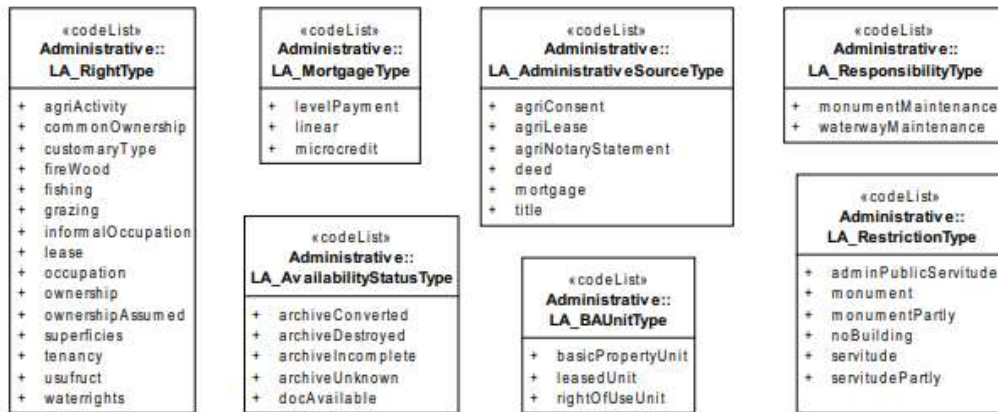 «codeList»
Administrative::
LA_RightType
+ agriActivity
+ commonOwnership
+ customaryType
+ fireWood
+ fishing
+ grazing
+ informalOccupation
+ lease
+ occupation
+ ownership
+ ownershipAssumed
+ superficies
+ tenancy
+ usufruct
+ waterrights
«codeList»
Administrative::
LA_MortgageType
+ levelPayment
+ linear
+ microcredit
«codeList»
Administrative::
LA_AdministrativeSourceType
+ agriConsent
+ agriLease
+ agriNotaryStatement
+ deed
+ mortgage
+ title
«codeList»
Administrative::
LA_ResponsibilityType
+ monumentMaintenance
+ waterwayMaintenance
«codeList»
Administrative::
LA_AvailabilityStatusType
+ archiveConverted
+ archiveDestroyed
+ archiveIncomplete
+ archiveUnknown
+ docAvailable
«codeList»
Administrative::
LA_BAUnitType
+ basicPropertyUnit
+ leasedUnit
+ rightOfUseUnit
«codeList»
Administrative::
LA_RestrictionType
+ adminPublicServitude
+ monument
+ monumentPartly
+ noBuilding
+ servitude
+ servitudePartly